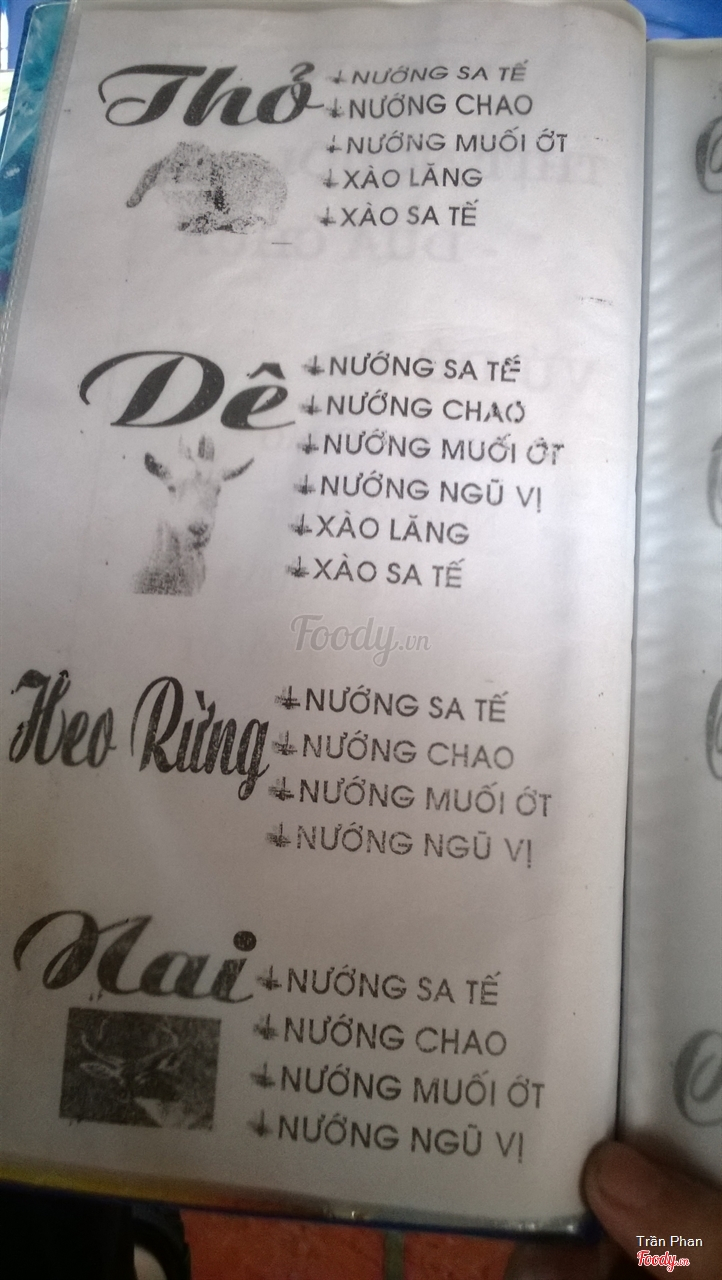 Thỏ
NƯỚNG SA TẾ
NƯỚNG CHAO
NƯỚNG MUỐI ỚT
XÀO LĂNG
XÀO SA TẾ
Dê
NƯỚNG SA TẾ
NƯỚNG CHAO
NƯỚNG MUỐI ỚT
NƯỚNG NGŨ VỊ
XÀO LĂNG
XÀO SA TẾ
Foody.vn
Heo Rừng
NƯỚNG SA TẾ
NƯỚNG CHAO
NƯỚNG MUỐI ỚT
NƯỚNG NGŨ VỊ
Nai
NƯỚNG SA TẾ
NƯỚNG CHAO
NƯỚNG MUỐI ỚT
NƯỚNG NGŨ VỊ
Trần Phan
Foody.vn